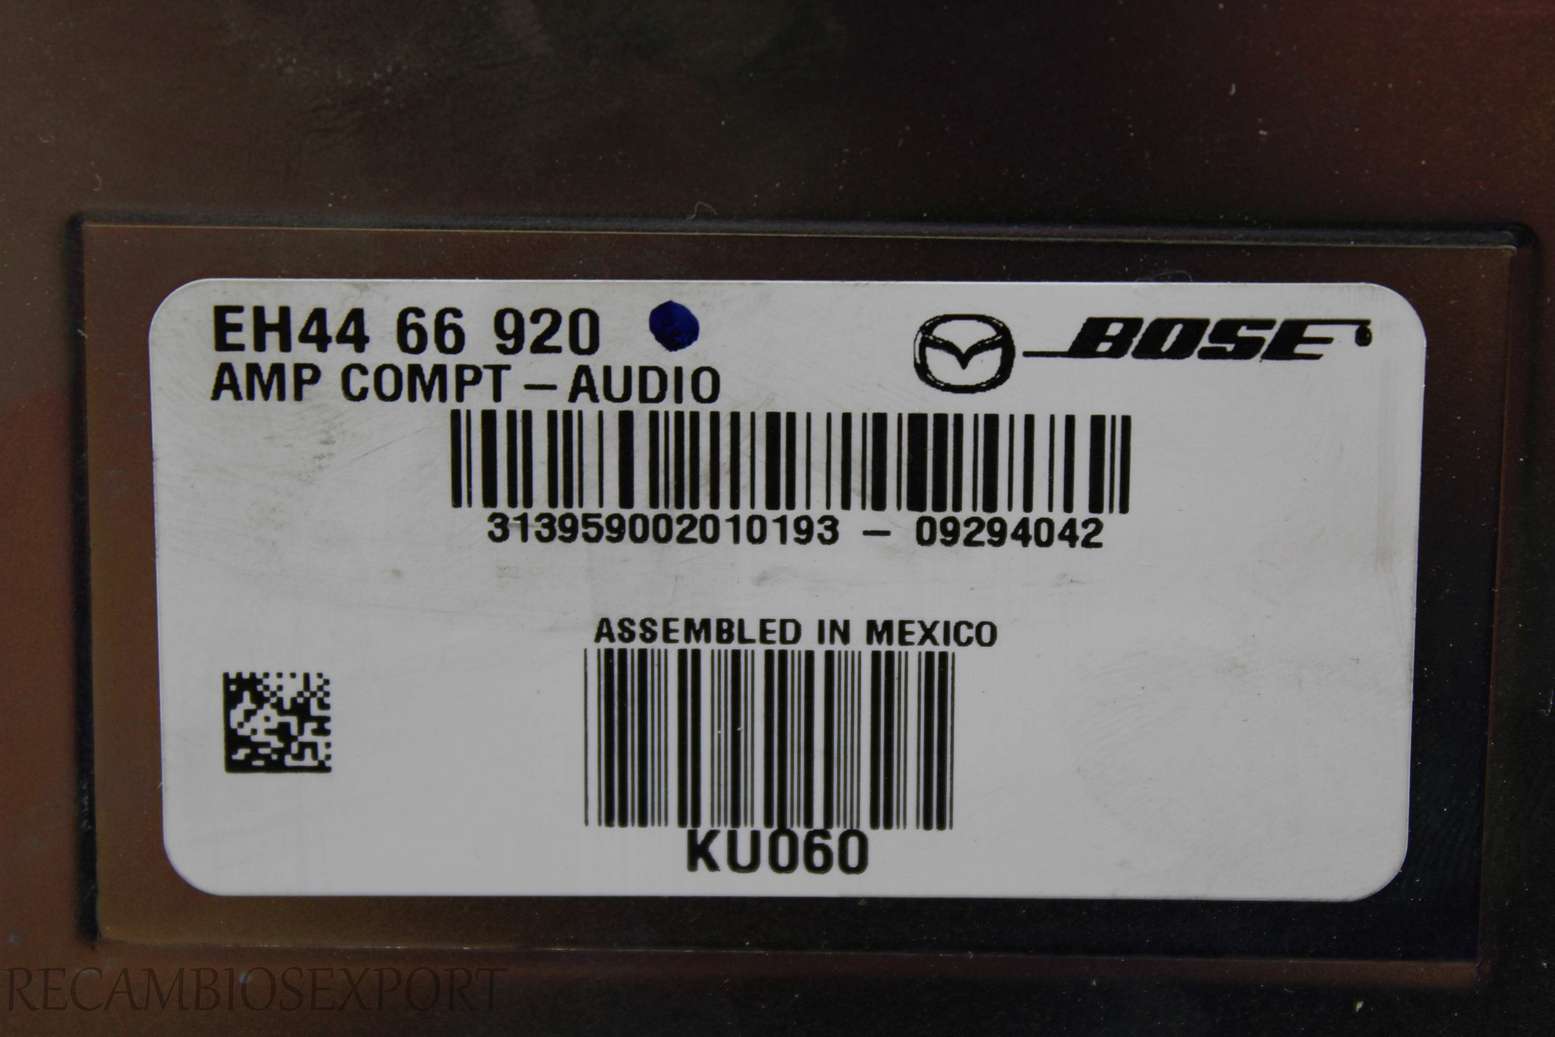 EH44 66 920
AMP COMPT – AUDIO
BOSE
313959002010193 – 09294042
ASSEMBLED IN MEXICO
KU060
RECAMBIOSEXPORT